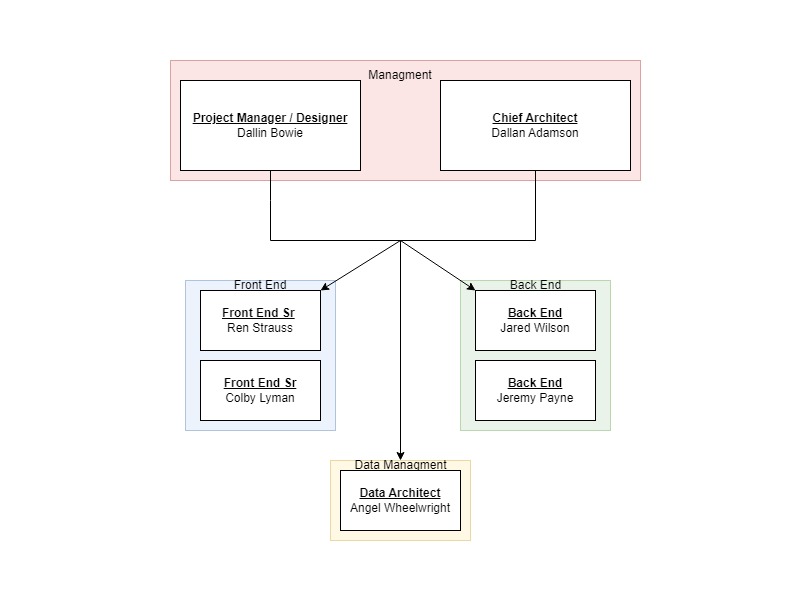 Managment
Project Manager / Designer
Dallin Bowie
Chief Architect
Dallan Adamson
Front End
Front End Sr
Ren Strauss
Front End Sr
Colby Lyman
Back End
Back End
Jared Wilson
Back End
Jeremy Payne
Data Managment
Data Architect
Angel Wheelwright